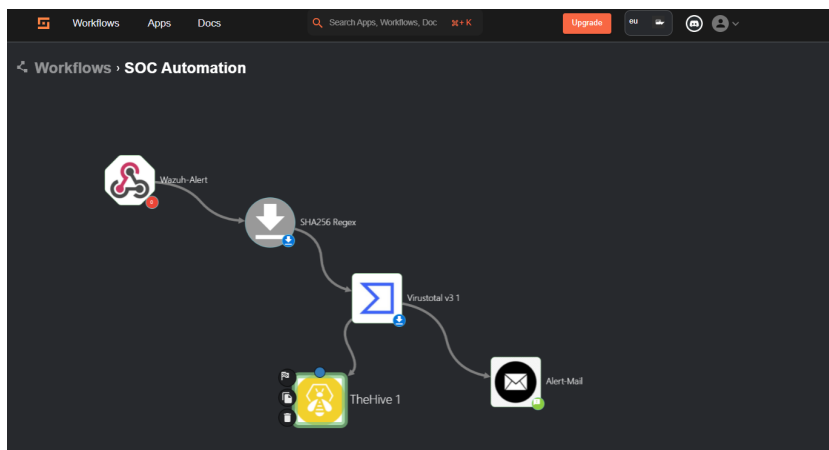 Workflows Apps Docs Search Apps, Workflows, Doc ⌘+ K Upgrade eu
Workflows › SOC Automation
Wazuh-Alert
SHA256 Regex
Virustotal v3 1
Alert-Mail
TheHive 1